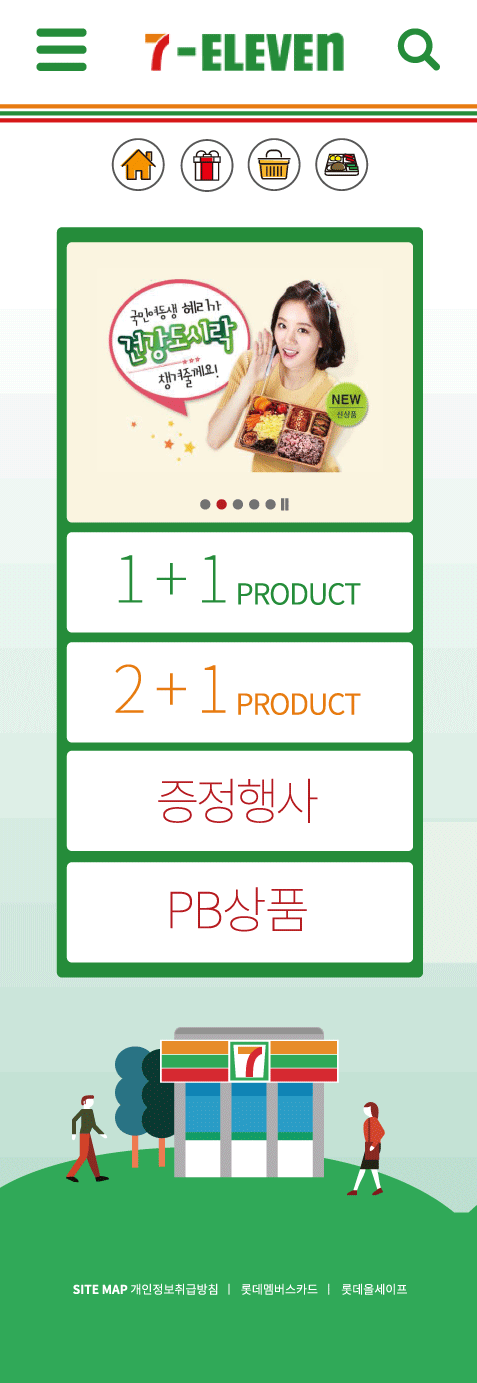 7-ELEVEN
국민여동생 혜리가
건강도시락
챙겨줄게요!
NEW
신상품
1+1 PRODUCT
2+1 PRODUCT
증정행사
PB상품
7
SITE MAP 개인정보취급방침 | 롯데멤버스카드 | 롯데올세이프